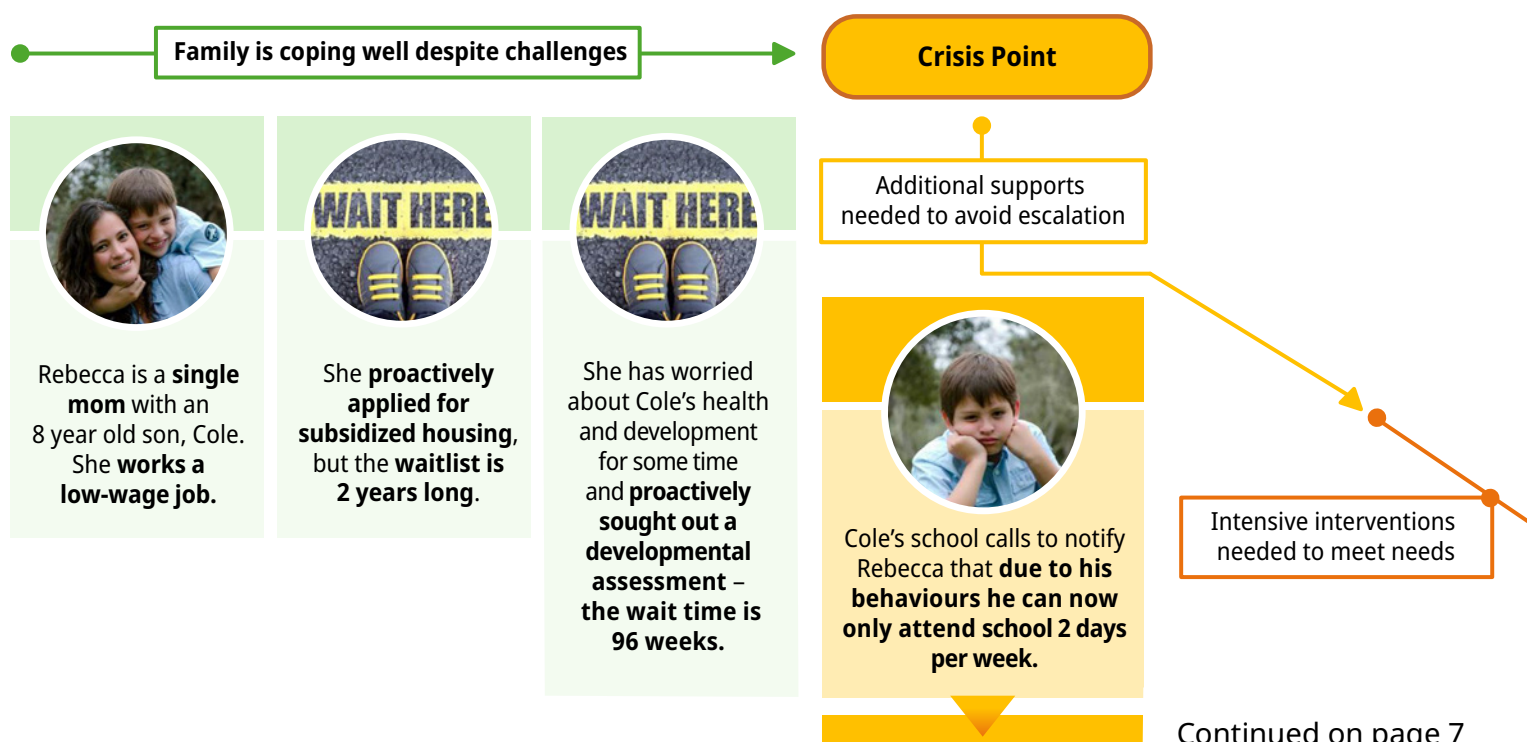 Family is coping well despite challenges
Crisis Point
Additional supports
needed to avoid escalation
WAIT HERE
WAIT HERE
Rebecca is a single
mom with an
8 year old son, Cole.
She works a
low-wage job.
She proactively
applied for
subsidized housing,
but the waitlist is
2 years long.
She has worried
about Cole's health
and development
for some time
and proactively
sought out a
developmental
assessment –
the wait time is
96 weeks.
Cole's school calls to notify
Rebecca that due to his
behaviours he can now
only attend school 2 days
per week.
Intensive interventions
needed to meet needs
Continued on page 7